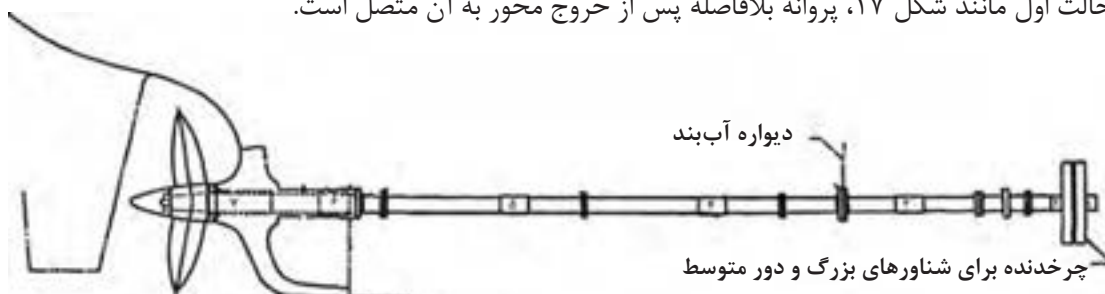 حالت اول مانند شکل ۱۷، پروانه بلافاصله پس از خروج محور به آن متصل است.
دیواره آب‌بند
چرخدنده برای شناورهای بزرگ و دور متوسط